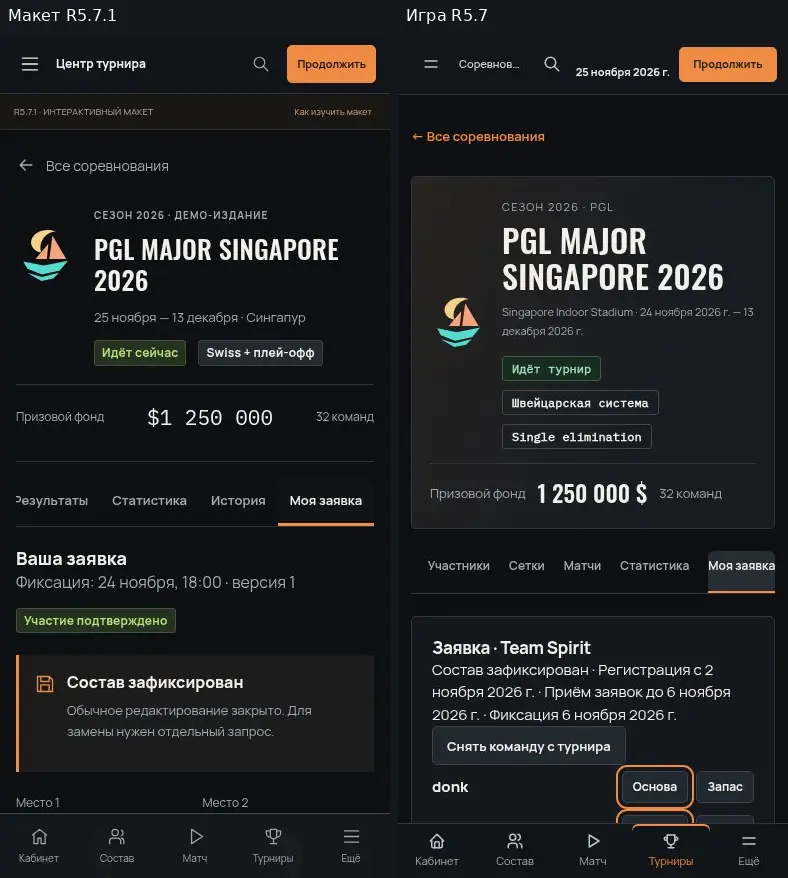 Макет R5.7.1
Центр турнира
Продолжить
R5.7.1 · ИНТЕРАКТИВНЫЙ МАКЕТ
Как изучить макет
← Все соревнования
СЕЗОН 2026 · ДЕМО-ИЗДАНИЕ
PGL MAJOR SINGAPORE
2026
25 ноября — 13 декабря · Сингапур
Идёт сейчас
Swiss + плей-офф
Призовой фонд
$1 250 000
32 команд
Результаты
Статистика
История
Моя заявка
Ваша заявка
Фиксация: 24 ноября, 18:00 · версия 1
Участие подтверждено
Состав зафиксирован
Обычное редактирование закрыто. Для
замены нужен отдельный запрос.
Место 1
Место 2
Кабинет
Состав
Матч
Турниры
Ещё
Игра R5.7
Соревнов...
25 ноября 2026 г.
Продолжить
← Все соревнования
СЕЗОН 2026 · PGL
PGL MAJOR
SINGAPORE 2026
Singapore Indoor Stadium · 24 ноября 2026 г. — 13
декабря 2026 г.
Идёт турнир
Швейцарская система
Single elimination
Призовой фонд
1 250 000 $
32 команд
Участники
Сетки
Матчи
Статистика
Моя заявка
Заявка · Team Spirit
Состав зафиксирован · Регистрация с 2
ноября 2026 г. · Приём заявок до 6 ноября
2026 г. · Фиксация 6 ноября 2026 г.
Снять команду с турнира
donk
Основа
Запас
Кабинет
Состав
Матч
Турниры
Ещё